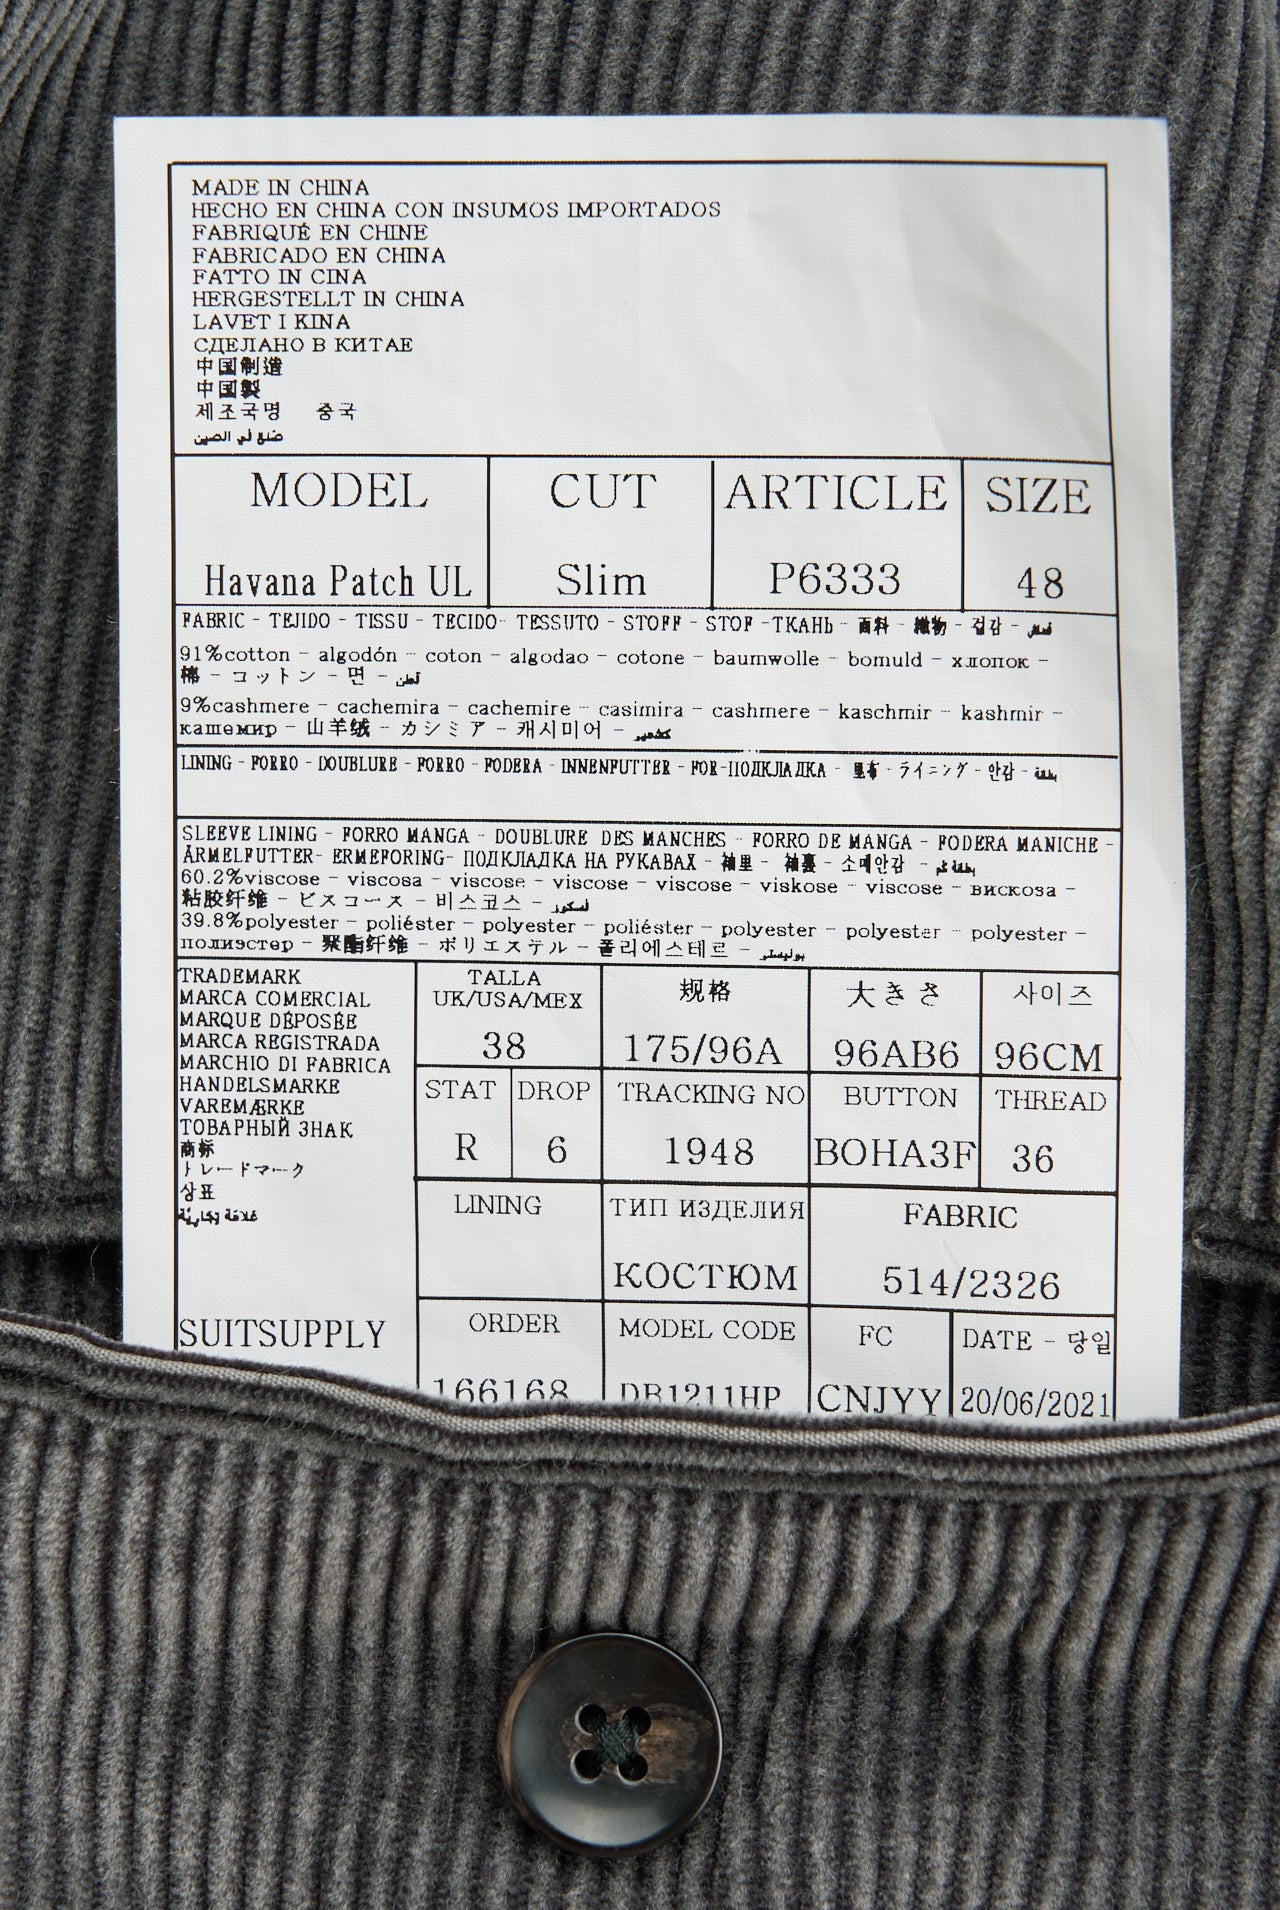 MADE IN CHINA
HECHO EN CHINA CON INSUMOS IMPORTADOS
FABRIQUÉ EN CHINE
FABRICADO EN CHINA
FATTO IN CINA
HERGESTELLT IN CHINA
LAVET I KINA
СДЕЛАНО В КИТАЕ
中国制造
中国製
제조국명 중국
صنع في الصين
MODEL CUT ARTICLE SIZE
Havana Patch UL Slim P6333 48
FABRIC - TEJIDO - TISSU - TECIDO- TESSUTO - STOFF - STOF -ТКАНЬ - 面料 - 織物 - 겉감 - قماش
91%cotton - algodón - coton - algodao - cotone - baumwolle - bomuld - хлопок -
棉 - コットン - 면 - قطن
9%cashmere - cachemira - cachemire - casimira - cashmere - kaschmir - kashmir -
кашемир - 山羊绒 - カシミア - 캐시미어 - كشمير
LINING - FORRO - DOUBLURE - FORRO - FODERA - INNENFUTTER - FOR-ПОДКЛАДКА - 里布 - ライニング - 안감 - بطانة
SLEEVE LINING - FORRO MANGA - DOUBLURE DES MANCHES - FORRO DE MANGA - FODERA MANICHE -
ÄRMELFUTTER- ERMEFORING- ПОДКЛАДКА НА РУКАВАХ - 袖里 - 袖裏 - 소매안감 -
60.2%viscose - viscosa - viscose - viscose - viscose - viskose - viscose - вискоза -
粘胶纤维 - ビスコース - 비스코스 - فسكوز
39.8%polyester - poliéster - polyester - poliéster - polyester - polyester - polyester -
полиэстер - 聚酯纤维 - ポリエステル - 폴리에스테르 - بوليستر
TRADEMARK
MARCA COMERCIAL
MARQUE DÉPOSÉE
MARCA REGISTRADA
MARCHIO DI FABRICA
HANDELSMARKE
VAREMÆRKE
ТОВАРНЫЙ ЗНАК
商标
トレードマーク
상표
علامة تجارية
SUITSUPPLY
TALLA
UK/USA/MEX 规格 大きさ 사이즈
38 175/96A 96AB6 96CM
STAT DROP TRACKING NO BUTTON THREAD
R 6 1948 BOHA3F 36
LINING ТИП ИЗДЕЛИЯ FABRIC
КОСТЮМ 514/2326
ORDER MODEL CODE FC DATE - 당일
166168 DB1211HP CNJYY 20/06/2021